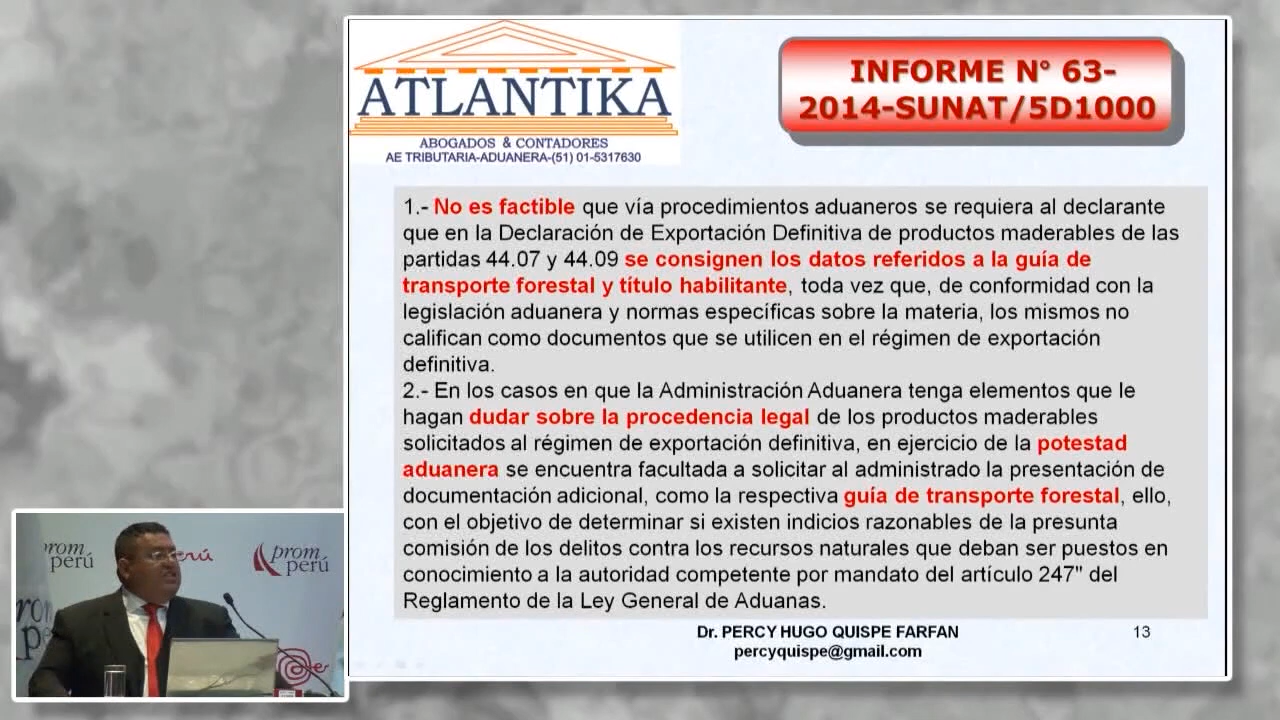 ATLANTIKA
ABOGADOS & CONTADORES
AE TRIBUTARIA-ADUANERA-(51) 01-5317630
INFORME N° 63-
2014-SUNAT/5D1000
1.- No es factible que vía procedimientos aduaneros se requiera al declarante
que en la Declaración de Exportación Definitiva de productos maderables de las
partidas 44.07 y 44.09 se consignen los datos referidos a la guía de
transporte forestal y título habilitante, toda vez que, de conformidad con la
legislación aduanera y normas específicas sobre la materia, los mismos no
califican como documentos que se utilicen en el régimen de exportación
definitiva.
2.- En los casos en que la Administración Aduanera tenga elementos que le
hagan dudar sobre la procedencia legal de los productos maderables
solicitados al régimen de exportación definitiva, en ejercicio de la potestad
aduanera se encuentra facultada a solicitar al administrado la presentación de
documentación adicional, como la respectiva guía de transporte forestal, ello,
con el objetivo de determinar si existen indicios razonables de la presunta
comisión de los delitos contra los recursos naturales que deban ser puestos en
conocimiento a la autoridad competente por mandato del artículo 247" del
Reglamento de la Ley General de Aduanas.
Dr. PERCY HUGO QUISPE FARFAN
percyquispe@gmail.com
13
prom
perú